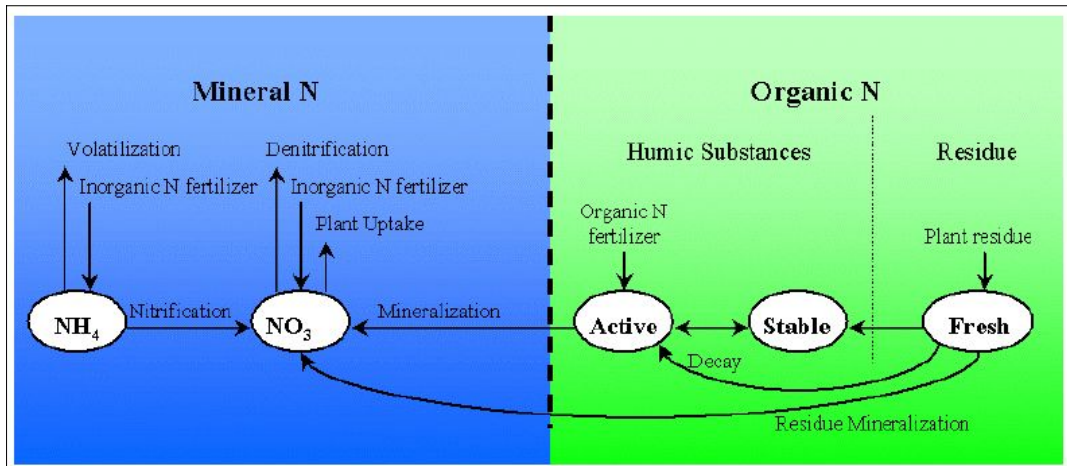 Mineral N
Organic N
Humic Substances
Residue
Volatilization
Inorganic N fertilizer
Denitrification
Inorganic N fertilizer
Plant Uptake
Organic N
fertilizer
Plant residue
NH4
Nitrification
NO3
Mineralization
Active
Stable
Fresh
Decay
Residue Mineralization